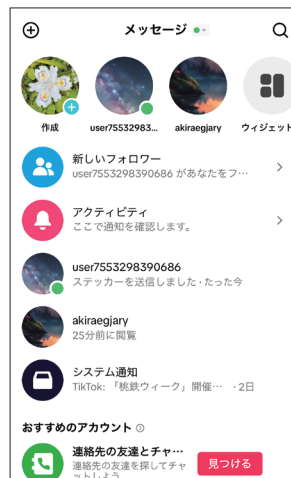 メッセージ
作成
user75532983...
akiraegjary
ウィジェット
新しいフォロワー
user7553298390686 があなたをフ…
アクティビティ
ここで通知を確認します。
user7553298390686
ステッカーを送信しました · たった今
akiraegjary
25分前に閲覧
システム通知
TikTok: 「桃鉄ウィーク」開催… · 2日
おすすめのアカウント
連絡先の友達とチャ…
連絡先の友達を探してチャ
ットしよう
見つける